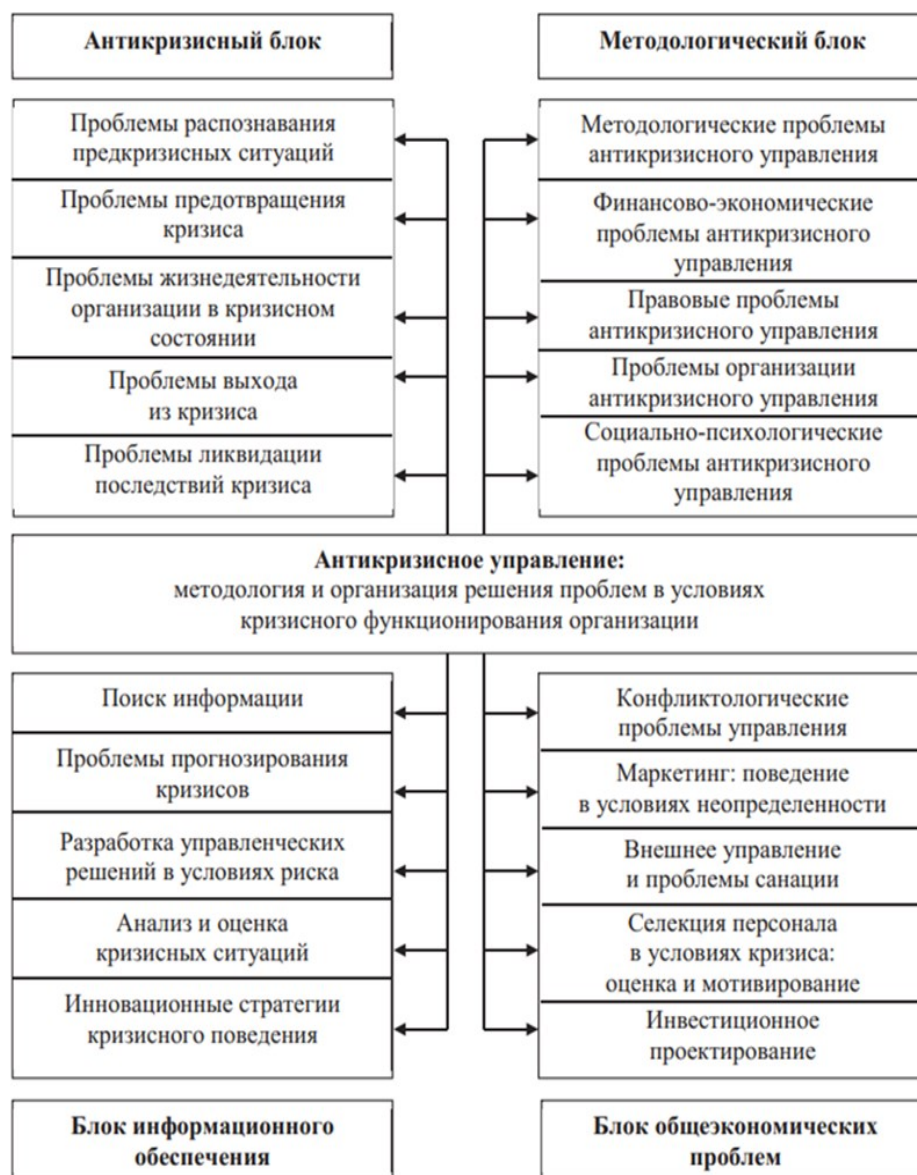 Антикризисный блок
Методологический блок
Проблемы распознавания
предкризисных ситуаций
Проблемы предотвращения
кризиса
Проблемы жизнедеятельности
организации в кризисном
состоянии
Проблемы выхода
из кризиса
Проблемы ликвидации
последствий кризиса
Методологические проблемы
антикризисного управления
Финансово-экономические
проблемы антикризисного
управления
Правовые проблемы
антикризисного управления
Проблемы организации
антикризисного управления
Социально-психологические
проблемы антикризисного
управления
Антикризисное управление:
методология и организация решения проблем в условиях
кризисного функционирования организации
Поиск информации
Проблемы прогнозирования
кризисов
Разработка управленческих
решений в условиях риска
Анализ и оценка
кризисных ситуаций
Инновационные стратегии
кризисного поведения
Конфликтологические
проблемы управления
Маркетинг: поведение
в условиях неопределенности
Внешнее управление
и проблемы санации
Селекция персонала
в условиях кризиса:
оценка и мотивирование
Инвестиционное
проектирование
Блок информационного
обеспечения
Блок общеэкономических
проблем